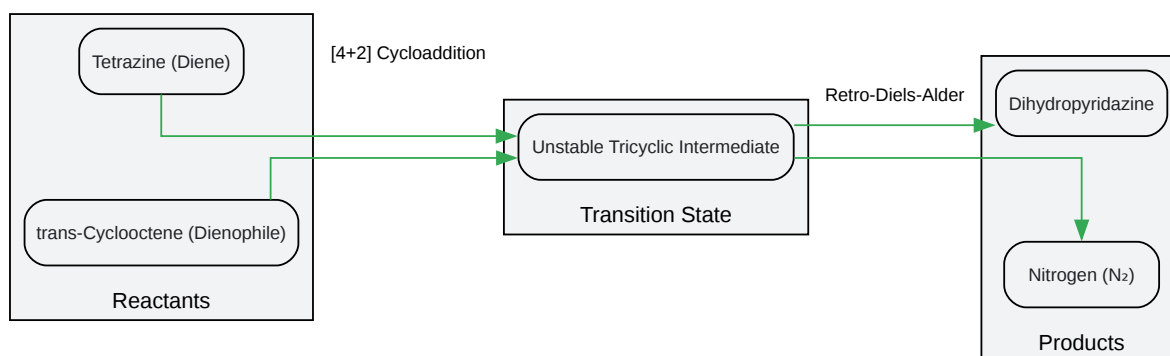 Tetrazine (Diene)
trans-Cyclooctene (Dienophile)
Reactants
[4+2] Cycloaddition
Unstable Tricyclic Intermediate
Transition State
Retro-Diels-Alder
Dihydropyridazine
Nitrogen (N₂)
Products